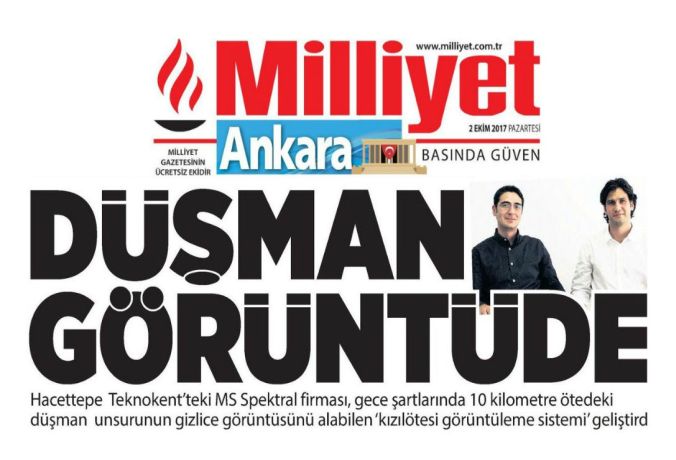 www.milliyet.com.tr
Milliyet
2 EKİM 2017 PAZARTESİ
MİLLİYET
GAZETESİNİN
ÜCRETSİZ EKİDİR
Ankara
BASINDA GÜVEN
DÜŞMAN
GÖRÜNTÜDE
Hacettepe Teknokent'teki MS Spektral firması, gece şartlarında 10 kilometre ötedeki
düşman unsurunun gizlice görüntüsünü alabilen 'kızılötesi görüntüleme sistemi' geliştird